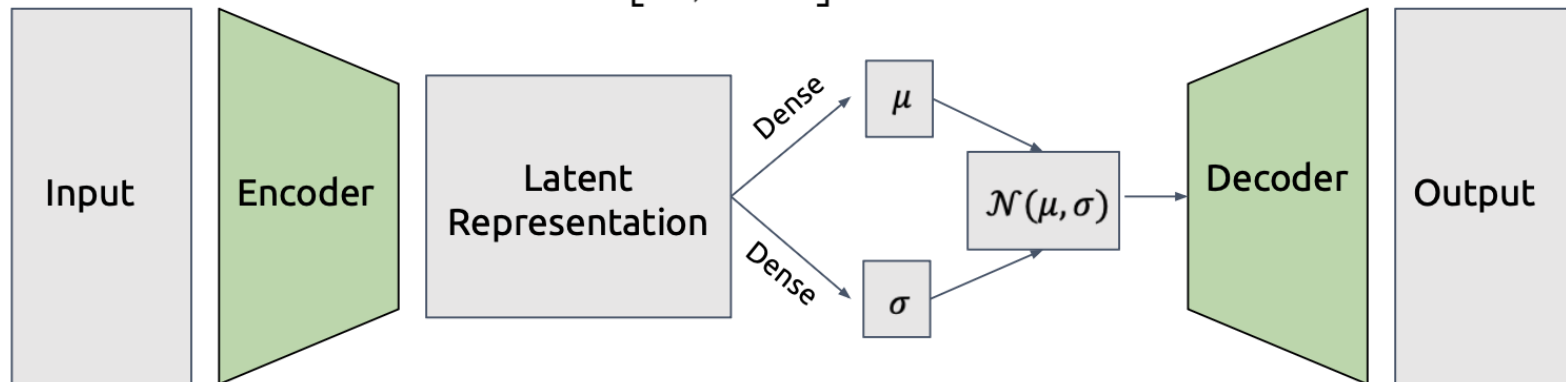 Input
Encoder
Latent
Representation
Dense
Dense
μ
σ
𝒩(μ, σ)
Decoder
Output